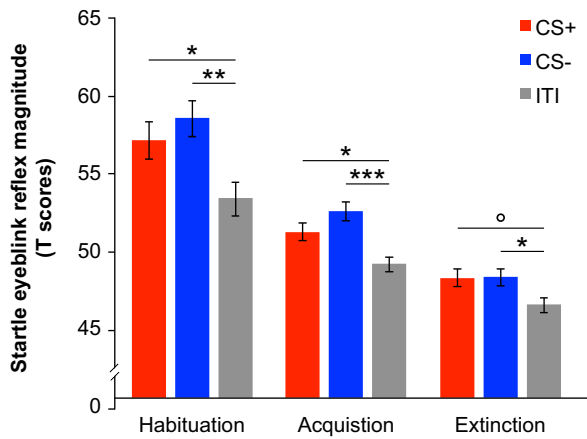 Startle eyeblink reflex magnitude
(T scores)
65
60
55
50
45
0
CS+
CS-
ITI
*
**
*
***
°
*
Habituation
Acquistion
Extinction